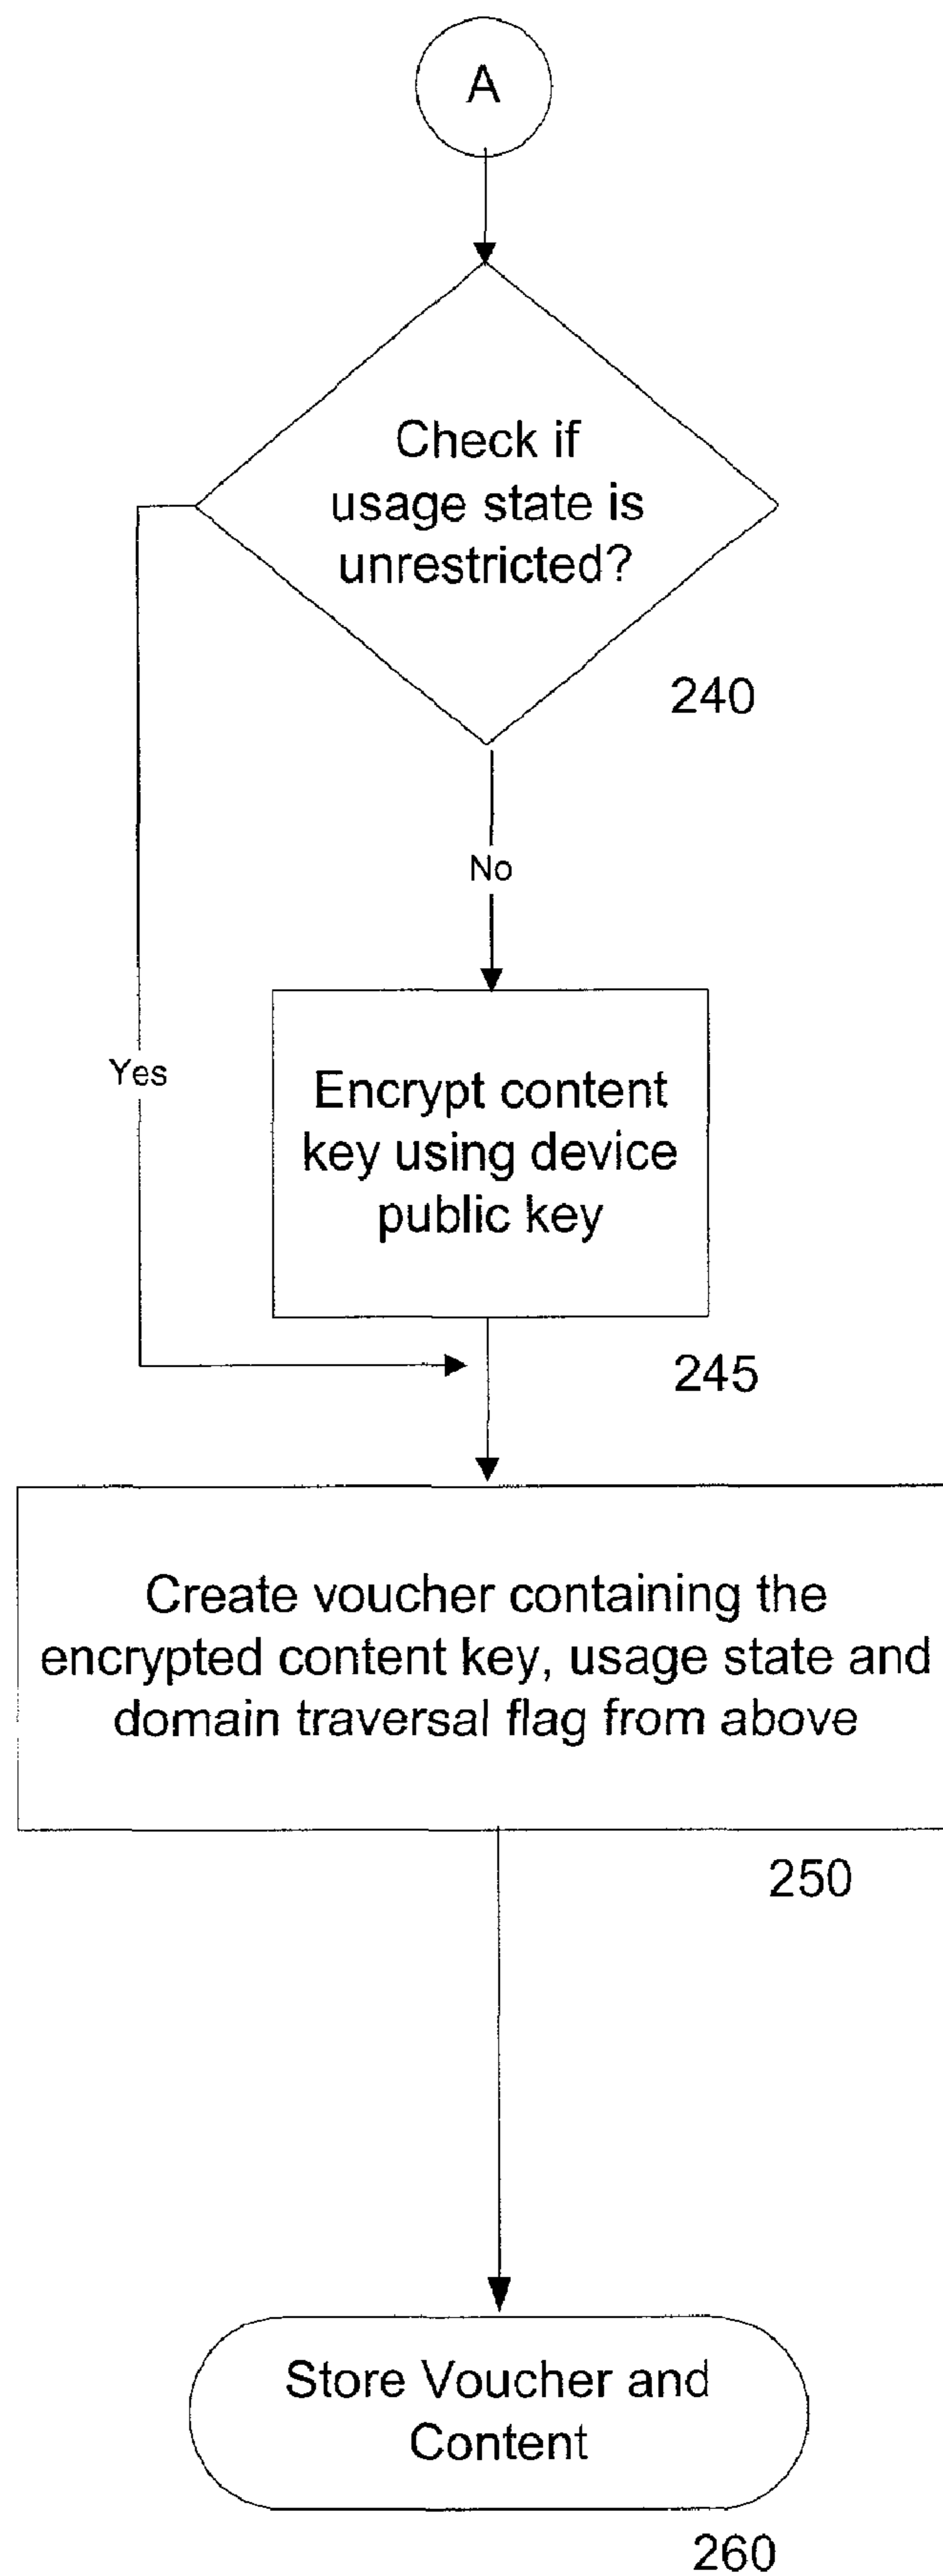 A
Check if
usage state is
unrestricted?
240
No
Yes
Encrypt content
key using device
public key
245
Create voucher containing the
encrypted content key, usage state and
domain traversal flag from above
250
Store Voucher and
Content
260